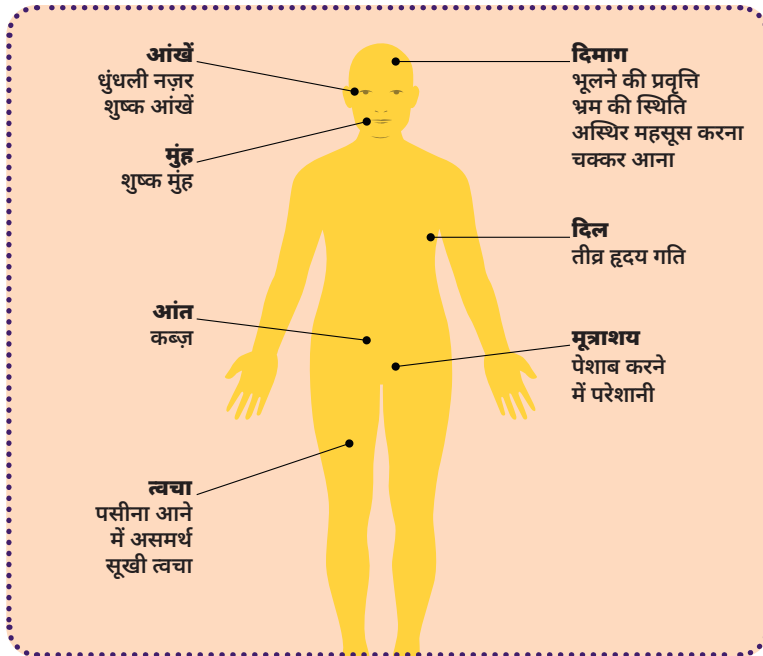 आंखें
धुंधली नज़र
शुष्क आंखें
मुंह
शुष्क मुंह
आंत
कब्ज़
त्वचा
पसीना आने
में असमर्थ
सूखी त्वचा
दिमाग
भूलने की प्रवृत्ति
भ्रम की स्थिति
अस्थिर महसूस करना
चक्कर आना
दिल
तीव्र हृदय गति
मूत्राशय
पेशाब करने
में परेशानी